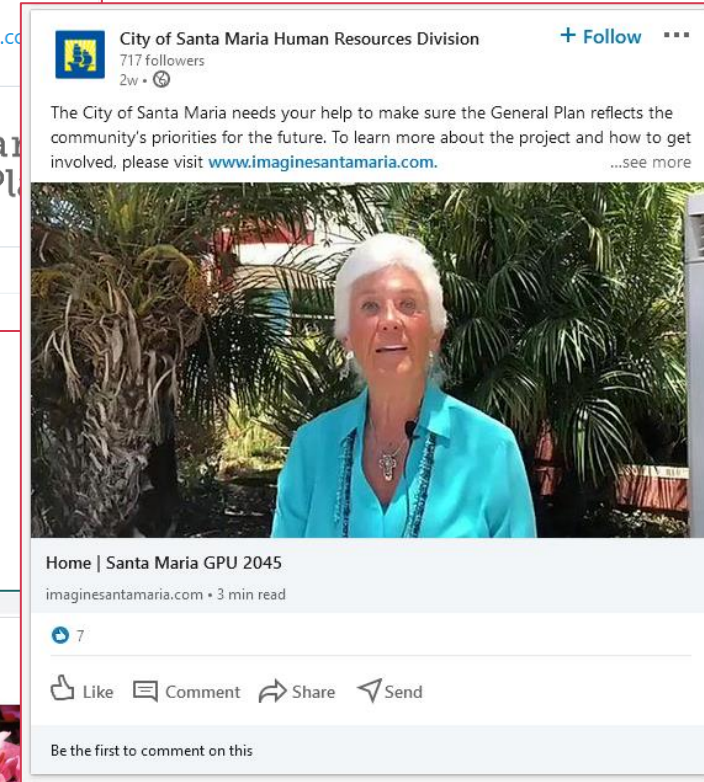 .co
ar
Pl
City of Santa Maria Human Resources Division
+ Follow
717 followers
2w •
The City of Santa Maria needs your help to make sure the General Plan reflects the
community's priorities for the future. To learn more about the project and how to get
involved, please visit www.imaginesantamaria.com. ...see more
Home | Santa Maria GPU 2045
imaginesantamaria.com • 3 min read
7
Like Comment Share Send
Be the first to comment on this